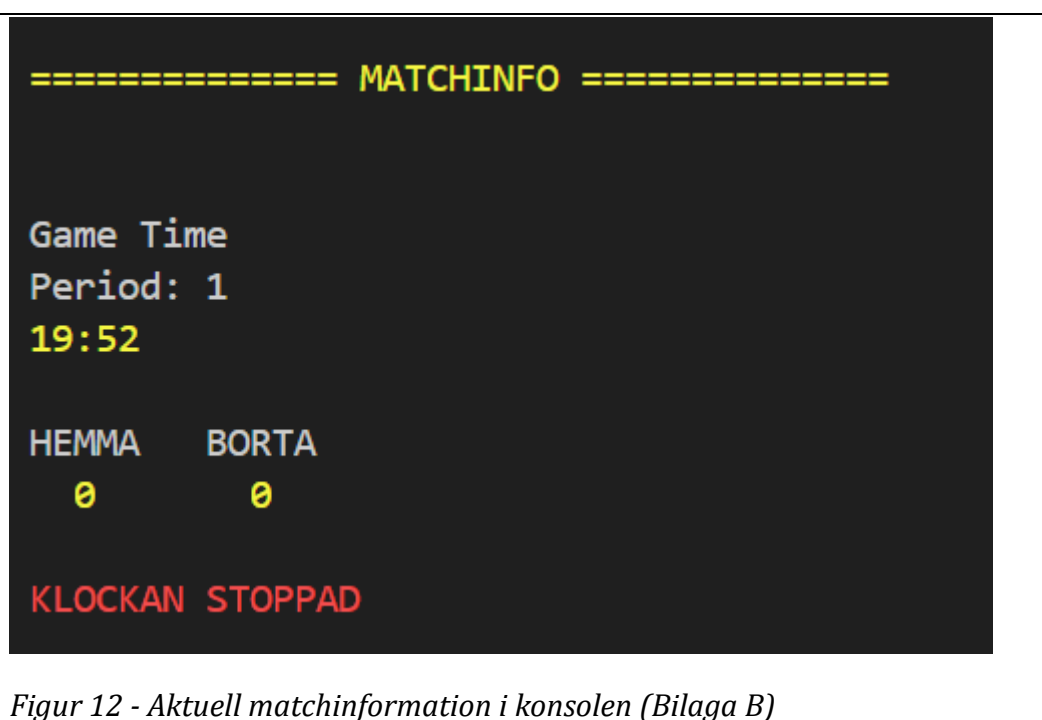 ============== MATCHINFO ==============
Game Time
Period: 1
19:52
HEMMA   BORTA
0   0
KLOCKAN STOPPAD
Figur 12 - Aktuell matchinformation i konsolen (Bilaga B)